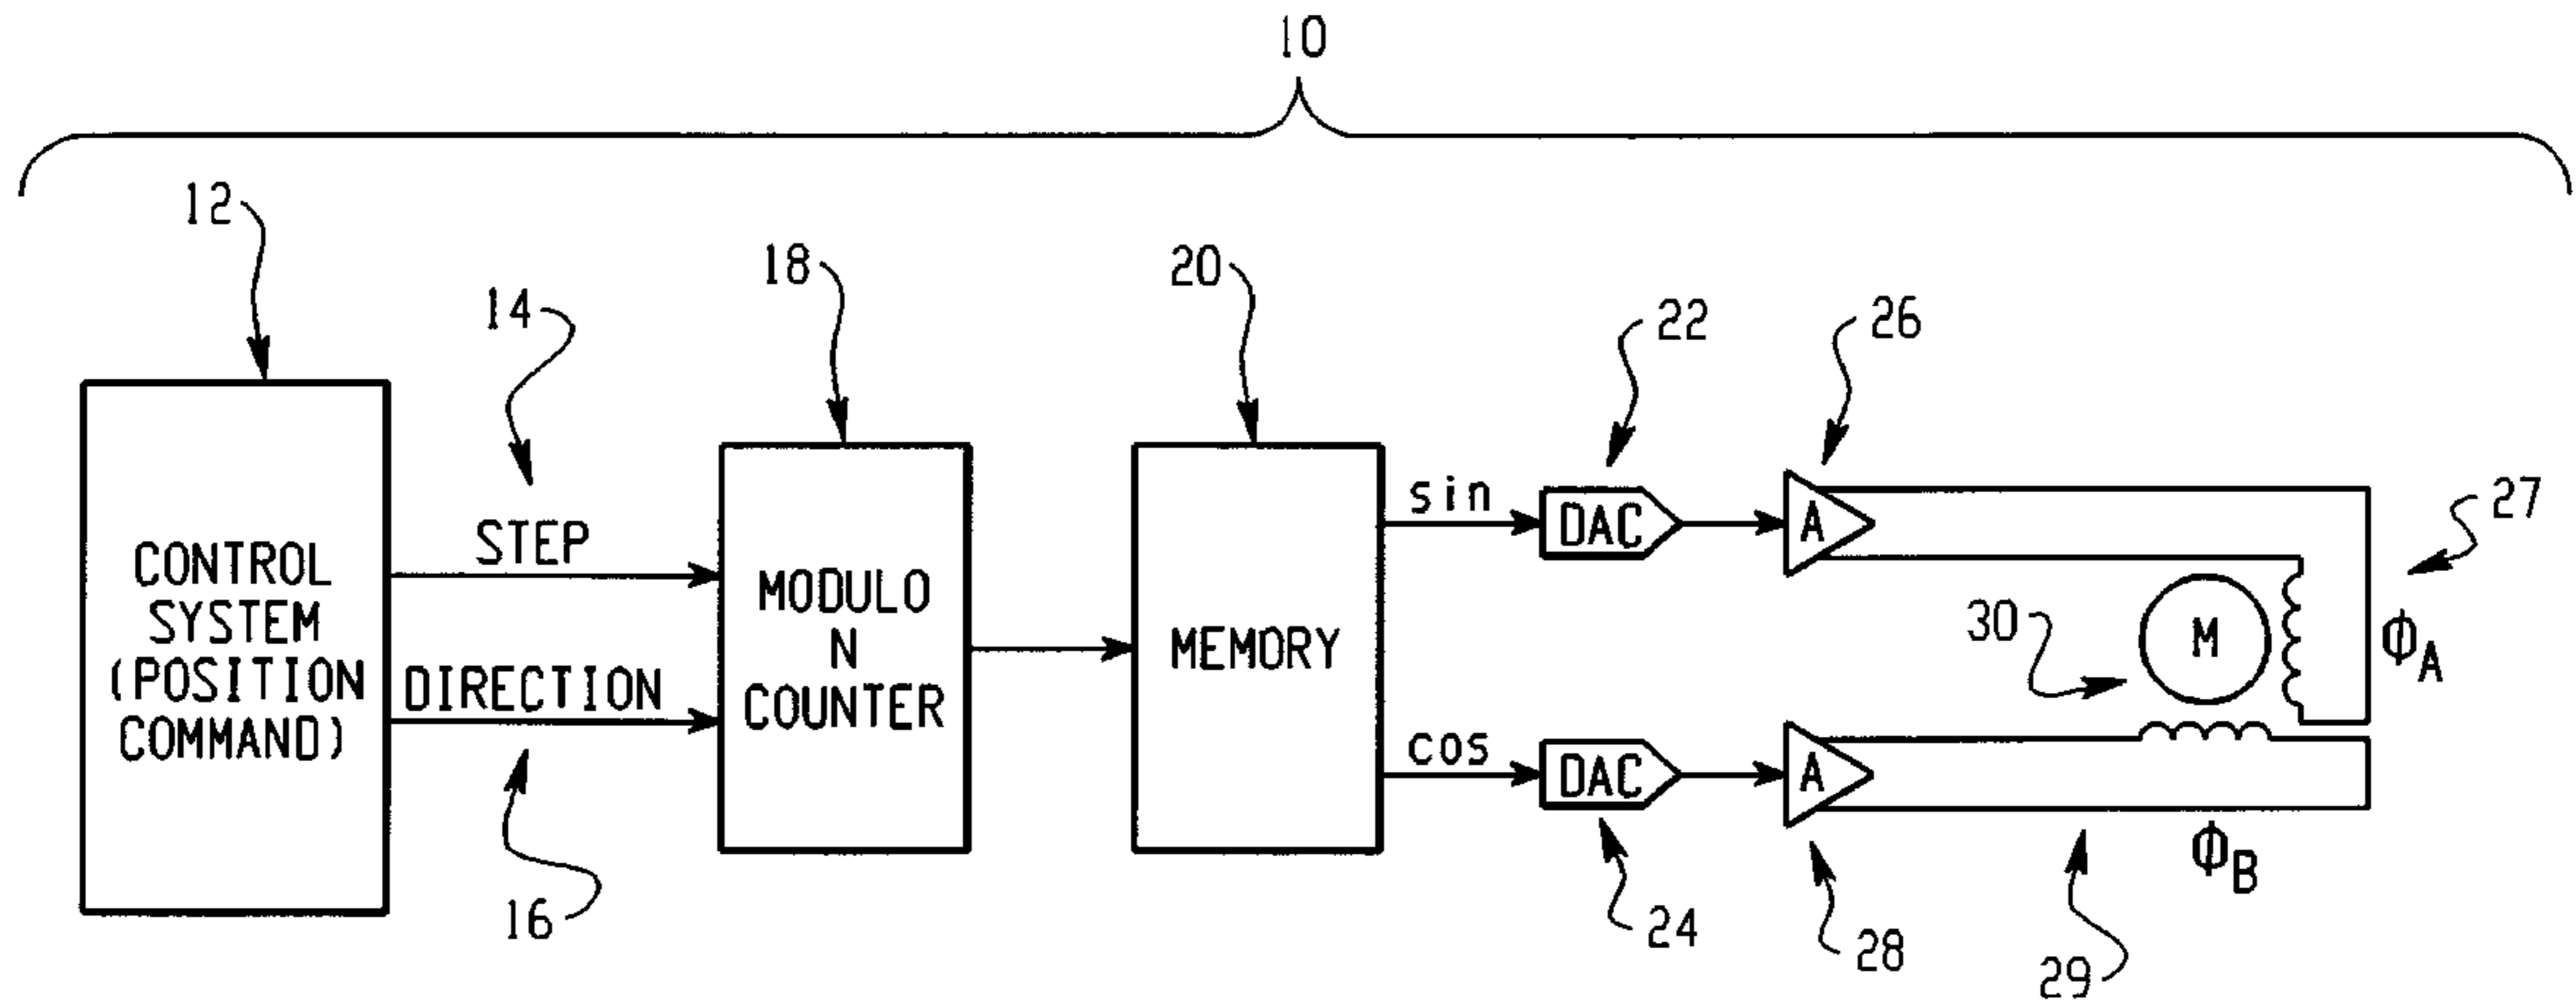 10
12
14
18
20
22
26
27
CONTROL
SYSTEM
(POSITION
COMMAND)
STEP
DIRECTION
16
MODULO
N
COUNTER
MEMORY
sin
cos
DAC
DAC
A
A
30
M
ΦA
ΦB
24
28
29